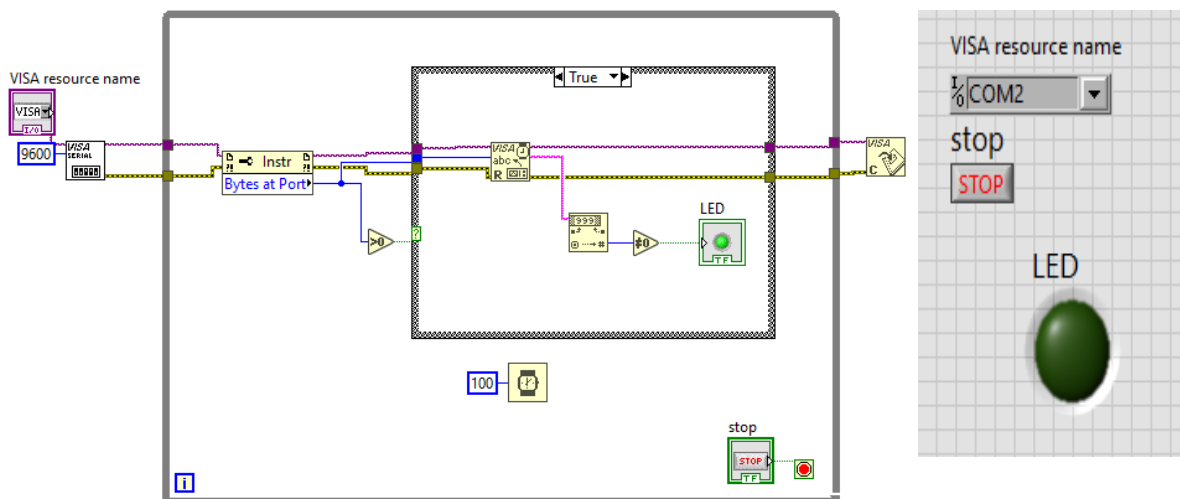 VISA resource name
VISA
I/O
9600
VISA
SERIAL
Instr
Bytes at Port
>0
True
?
VISA
abc
R
999
#
≠0
LED
TF
100
stop
STOP
TF
i
VISA
C
VISA resource name
I/O COM2
stop
STOP
LED